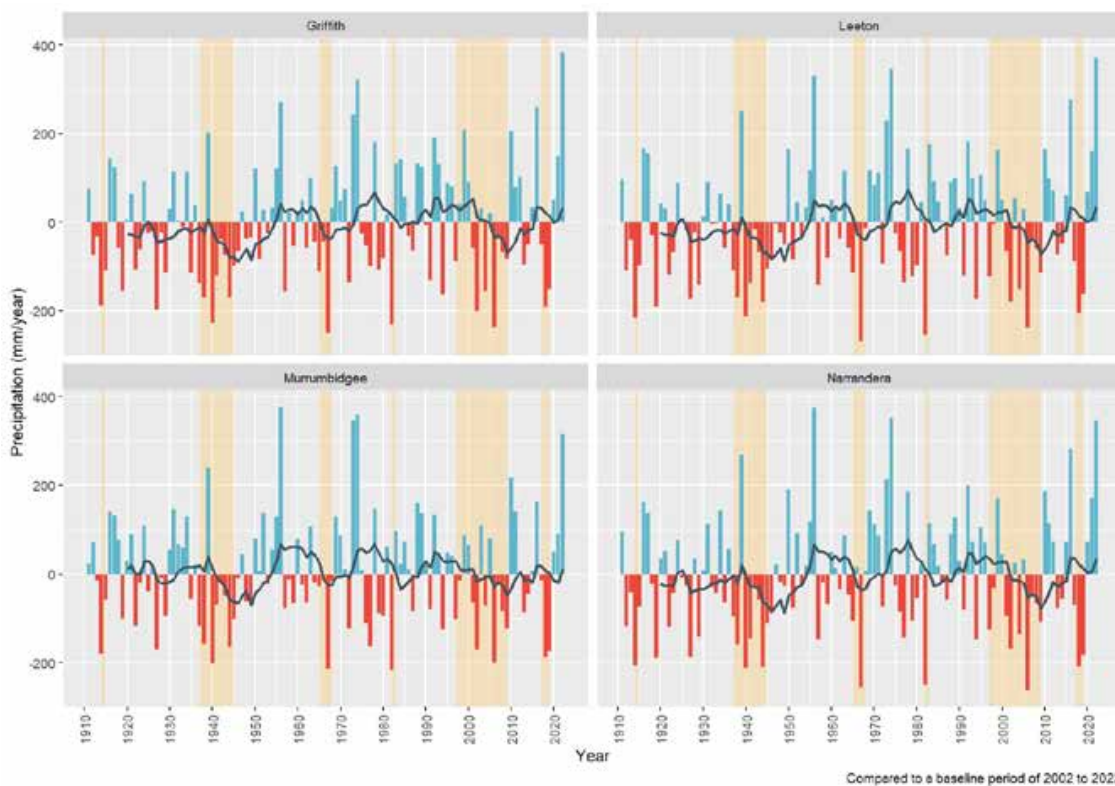 Griffith
Leeton
400
200
0
-200
Murrumbidgee
Narrandera
400
200
0
-200
Precipitation (mm/year)
1910 1920 1930 1940 1950 1960 1970 1980 1990 2000 2010 2020
1910 1920 1930 1940 1950 1960 1970 1980 1990 2000 2010 2020
Year
Compared to a baseline period of 2002 to